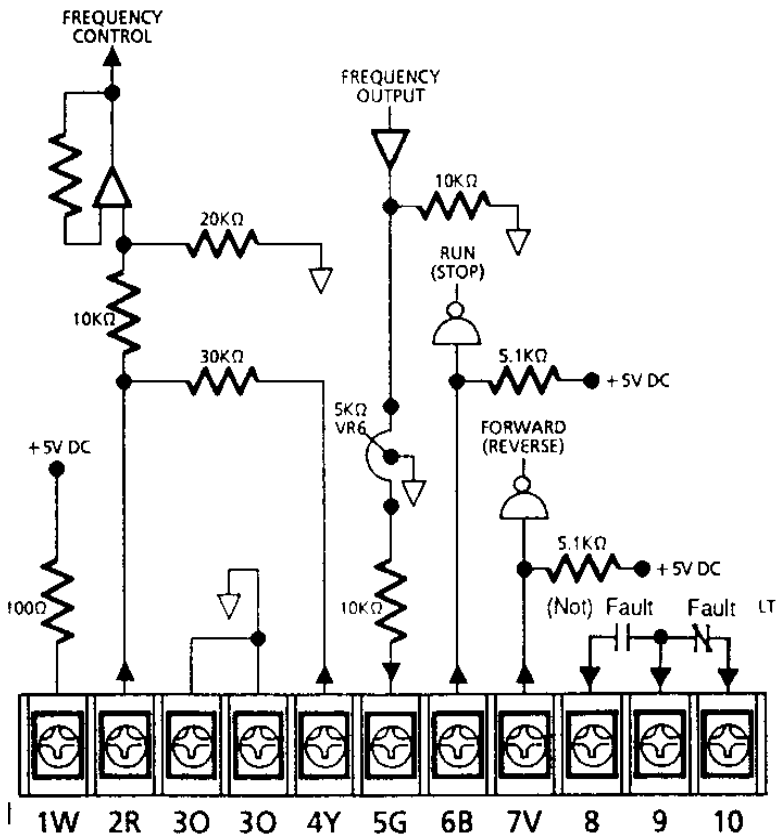 FREQUENCY
CONTROL
FREQUENCY
OUTPUT
10KΩ
20KΩ
RUN
(STOP)
10KΩ
30KΩ
5.1KΩ
+5V DC
5KΩ
VR6
FORWARD
(REVERSE)
+5V DC
5.1KΩ
+5V DC
100Ω
10KΩ
(Not) Fault
Fault
LT
1W 2R 3O 3O 4Y 5G 6B 7V 8 9 10